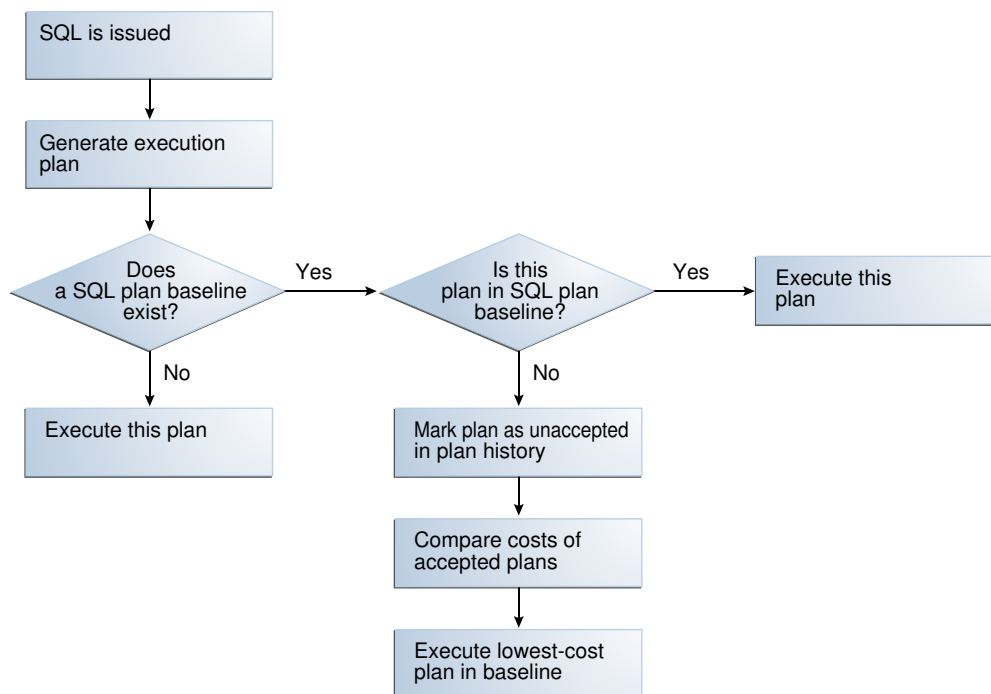 SQL is issued
Generate execution
plan
Does
a SQL plan baseline
exist?
Yes
Is this
plan in SQL plan
baseline?
Yes
Execute this
plan
No
No
Execute this plan
Mark plan as unaccepted
in plan history
Compare costs of
accepted plans
Execute lowest-cost
plan in baseline